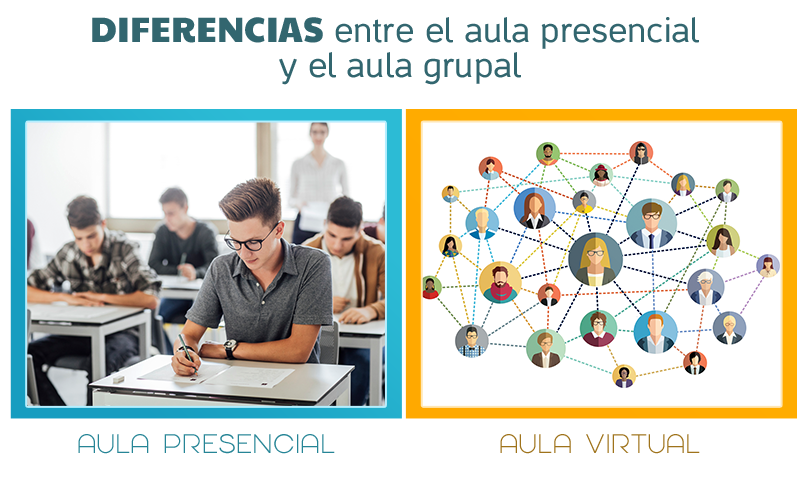 DIFERENCIAS entre el aula presencial
y el aula grupal
AULA PRESENCIAL
AULA VIRTUAL